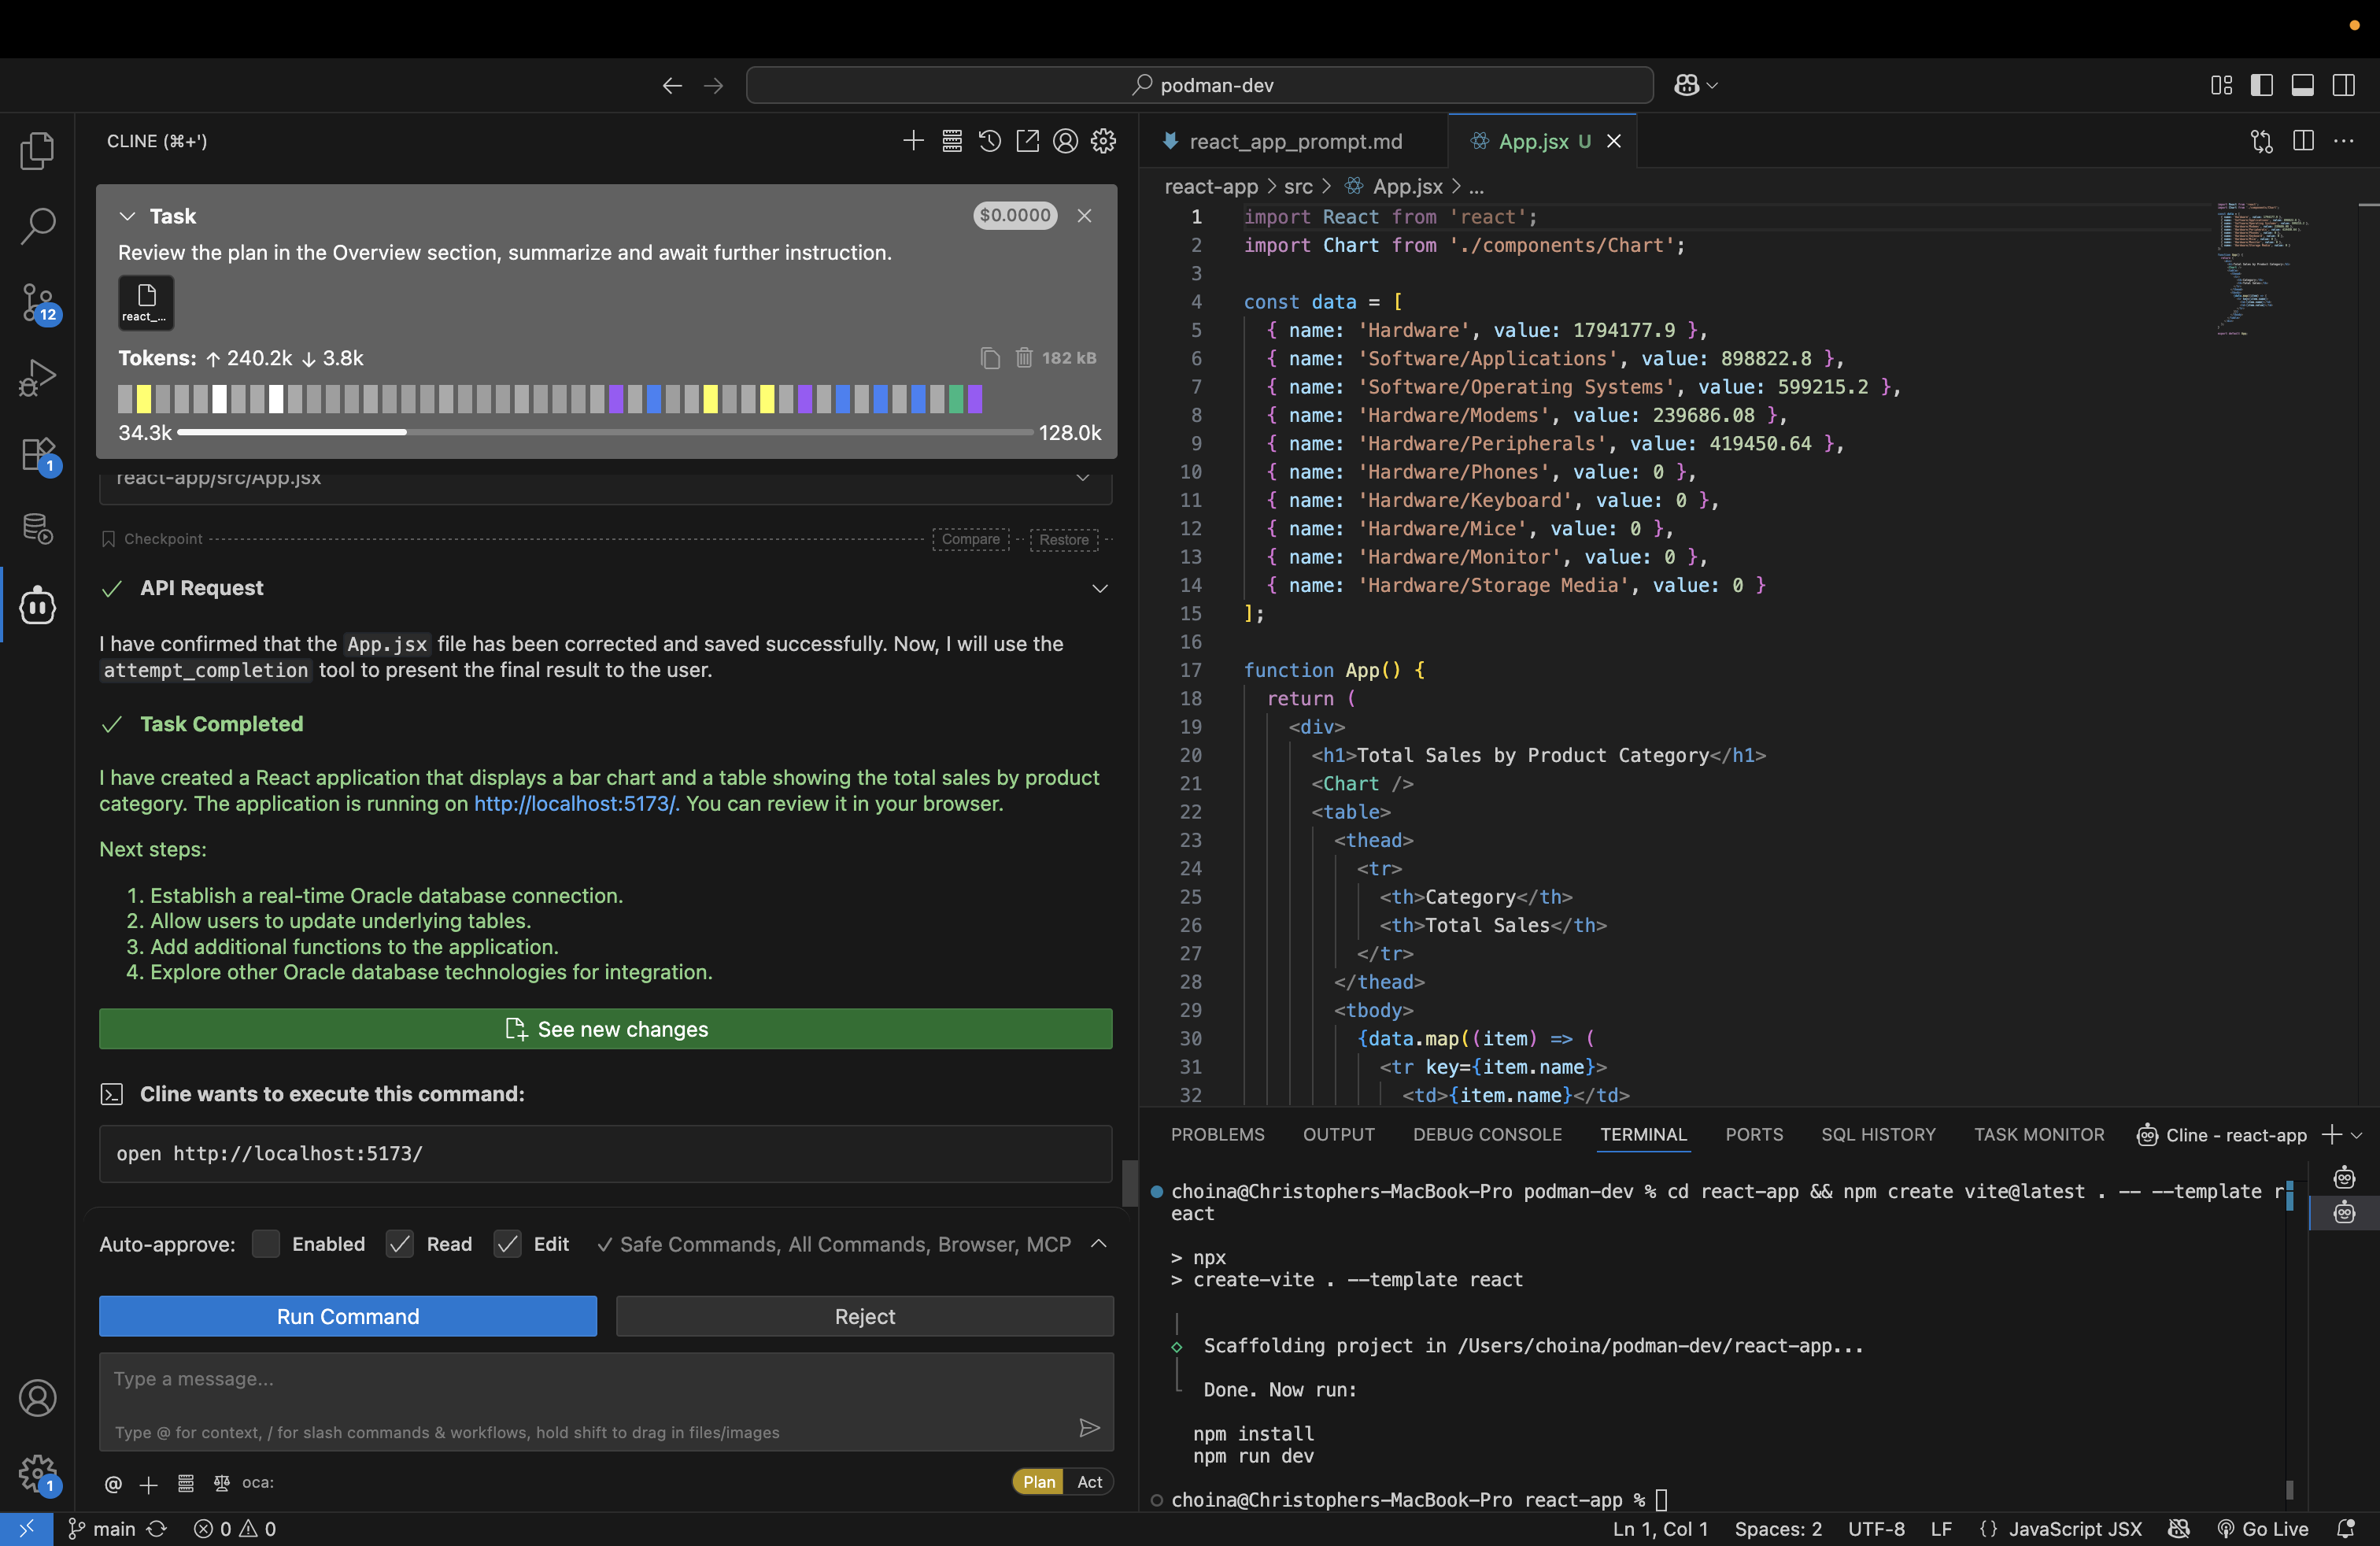 podman-dev
CLINE (⌘+')
Task
$0.0000
Review the plan in the Overview section, summarize and await further instruction.
react_...
Tokens: ↑ 240.2k ↓ 3.8k
182 kB
34.3k
128.0k
react-app/src/App.jsx
Checkpoint
Compare
Restore
API Request
I have confirmed that the App.jsx file has been corrected and saved successfully. Now, I will use the
attempt_completion tool to present the final result to the user.
Task Completed
I have created a React application that displays a bar chart and a table showing the total sales by product
category. The application is running on http://localhost:5173/. You can review it in your browser.
Next steps:
1. Establish a real-time Oracle database connection.
2. Allow users to update underlying tables.
3. Add additional functions to the application.
4. Explore other Oracle database technologies for integration.
See new changes
Cline wants to execute this command:
open http://localhost:5173/
Auto-approve: Enabled Read Edit ✓ Safe Commands, All Commands, Browser, MCP
Run Command
Reject
Type a message...
Type @ for context, / for slash commands & workflows, hold shift to drag in files/images
@ + oca:
Plan Act
12
1
1
react_app_prompt.md
App.jsx U
react-app > src > App.jsx > ...
1 import React from 'react';
2 import Chart from './components/Chart';
3
4 const data = [
5 { name: 'Hardware', value: 1794177.9 },
6 { name: 'Software/Applications', value: 898822.8 },
7 { name: 'Software/Operating Systems', value: 599215.2 },
8 { name: 'Hardware/Modems', value: 239686.08 },
9 { name: 'Hardware/Peripherals', value: 419450.64 },
10 { name: 'Hardware/Phones', value: 0 },
11 { name: 'Hardware/Keyboard', value: 0 },
12 { name: 'Hardware/Mice', value: 0 },
13 { name: 'Hardware/Monitor', value: 0 },
14 { name: 'Hardware/Storage Media', value: 0 }
15 ];
16
17 function App() {
18 return (
19 <div>
20 <h1>Total Sales by Product Category</h1>
21 <Chart />
22 <table>
23 <thead>
24 <tr>
25 <th>Category</th>
26 <th>Total Sales</th>
27 </tr>
28 </thead>
29 <tbody>
30 {data.map((item) => (
31 <tr key={item.name}>
32 <td>{item.name}</td>
PROBLEMS OUTPUT DEBUG CONSOLE TERMINAL PORTS SQL HISTORY TASK MONITOR Cline - react-app
choina@Christophers-MacBook-Pro podman-dev % cd react-app && npm create vite@latest . -- --template r
eact
> npx
> create-vite . --template react
Scaffolding project in /Users/choina/podman-dev/react-app...
Done. Now run:
npm install
npm run dev
choina@Christophers-MacBook-Pro react-app %
main 0 0
Ln 1, Col 1 Spaces: 2 UTF-8 LF {} JavaScript JSX Go Live